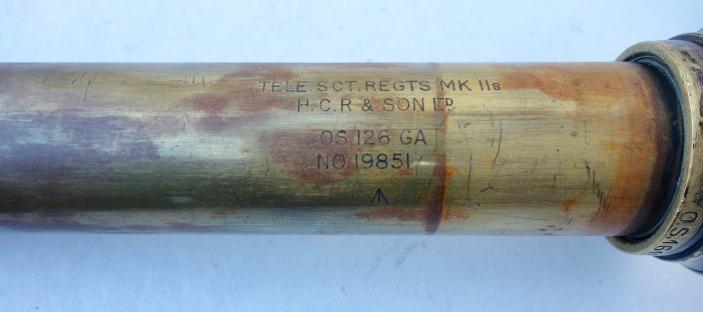 TELE. SCT. REGTS MK IIs
H.C.R & SON LTD
OS 126 GA
NO. 19851